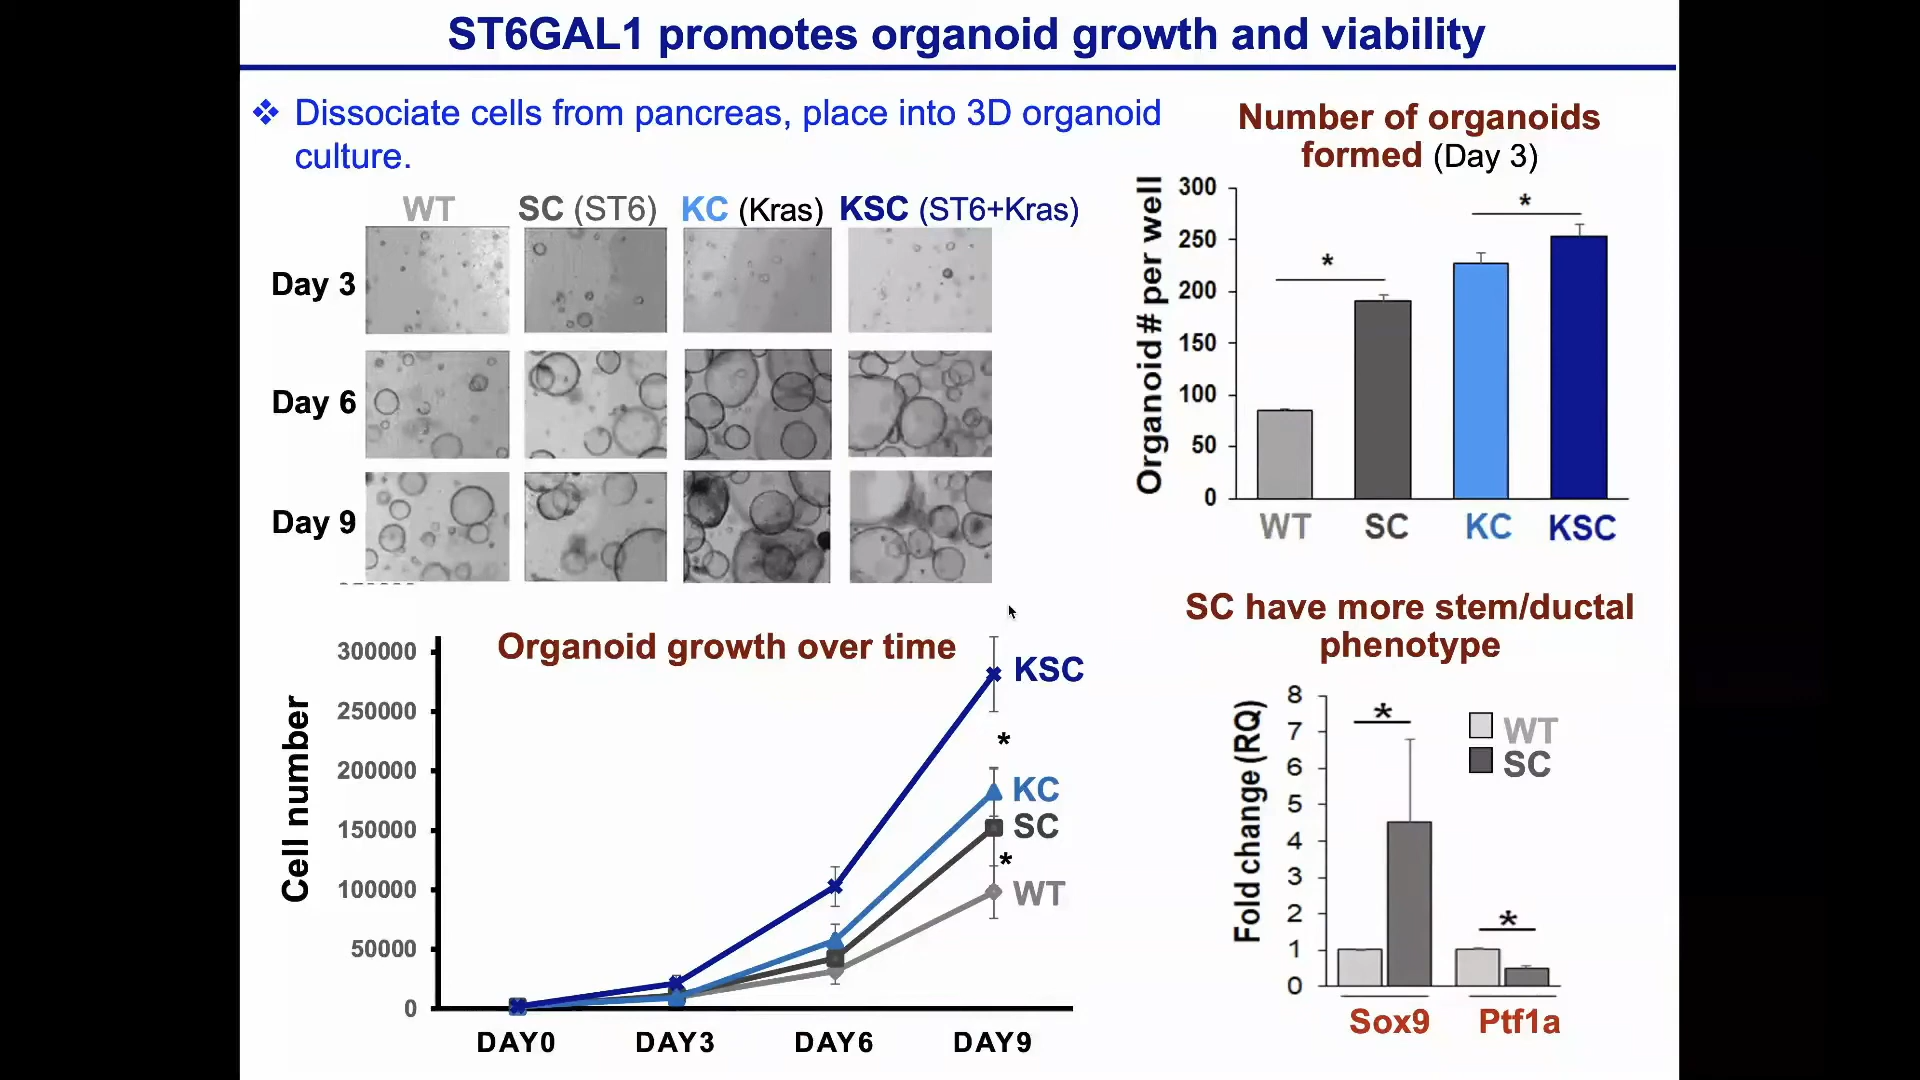 ST6GAL1 promotes organoid growth and viability
❖ Dissociate cells from pancreas, place into 3D organoid
culture.
WT SC (ST6) KC (Kras) KSC (ST6+Kras)
Day 3
Day 6
Day 9
Number of organoids
formed (Day 3)
Organoid # per well
300
250
200
150
100
50
0
*
*
WT SC KC KSC
Organoid growth over time
Cell number
300000
250000
200000
150000
100000
50000
0
KSC
*
KC
SC
*
WT
DAY0 DAY3 DAY6 DAY9
SC have more stem/ductal
phenotype
Fold change (RQ)
8
7
6
5
4
3
2
1
0
*
*
WT
SC
Sox9 Ptf1a